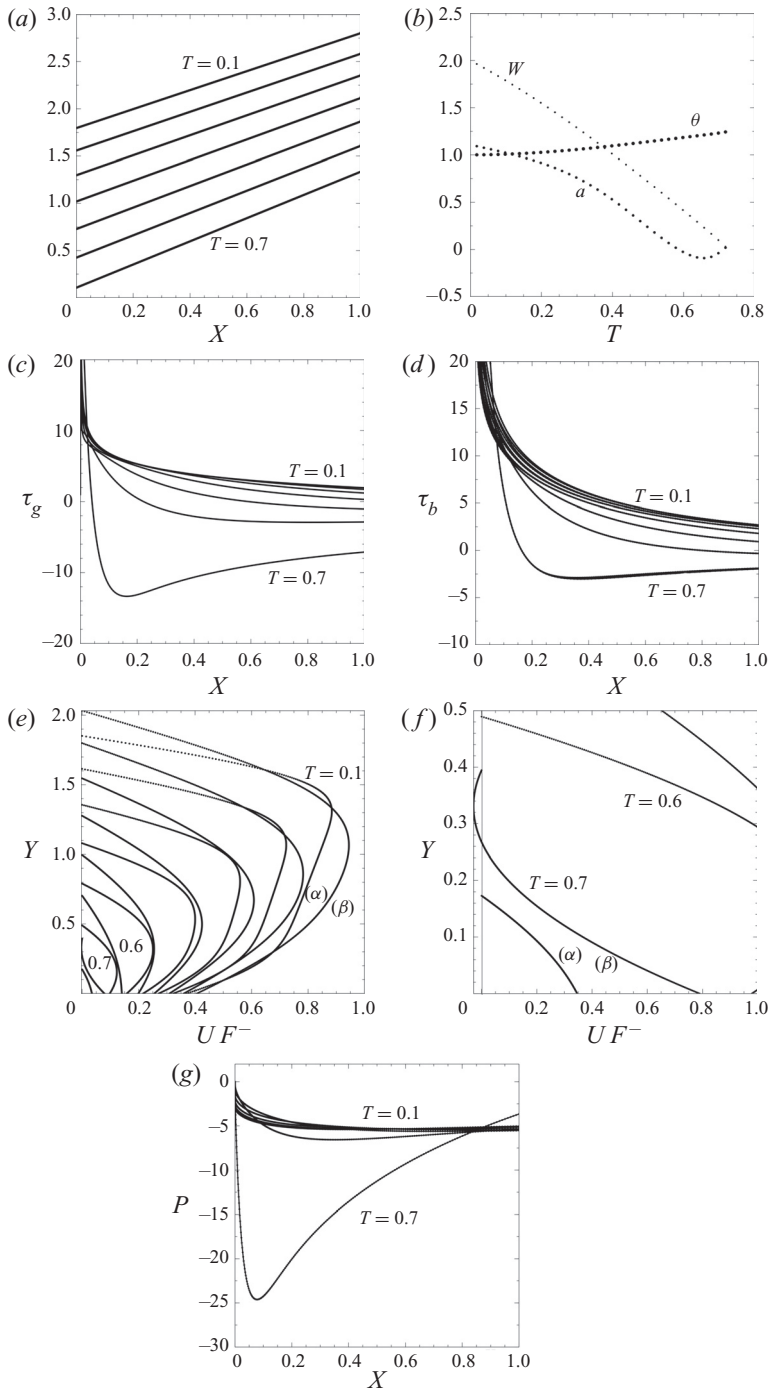 (a)
3.0
2.5
2.0
1.5
1.0
0.5
0
0.2
0.4
0.6
0.8
1.0
X
T = 0.1
T = 0.7
(b)
2.5
2.0
1.5
1.0
0.5
0
−0.5
0
0.2
0.4
0.6
0.8
T
W
θ
a
(c)
20
10
0
−10
−20
τg
0
0.2
0.4
0.6
0.8
1.0
X
T = 0.1
T = 0.7
(d)
20
15
10
5
0
−5
−10
τb
0
0.2
0.4
0.6
0.8
1.0
X
T = 0.1
T = 0.7
(e)
2.0
1.5
1.0
0.5
Y
0
0.2
0.4
0.6
0.8
1.0
U F−
T = 0.1
(α)
(β)
0.6
0.7
(f)
0.5
0.4
0.3
0.2
0.1
Y
0
0.2
0.4
0.6
0.8
1.0
U F−
T = 0.6
T = 0.7
(α)
(β)
(g)
0
−5
−10
−15
−20
−25
−30
P
0
0.2
0.4
0.6
0.8
1.0
X
T = 0.1
T = 0.7